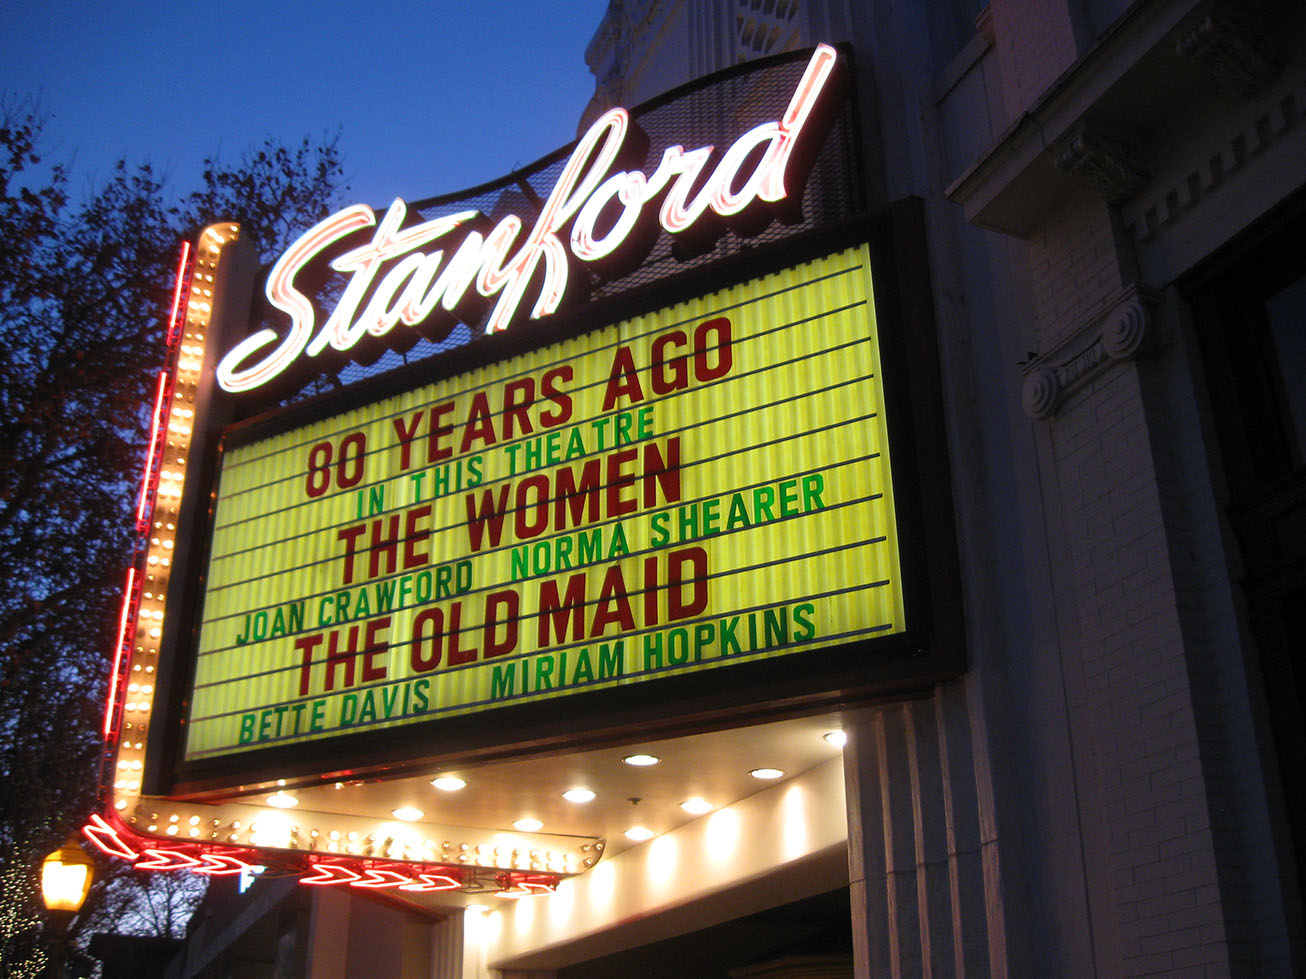 Stanford
80 YEARS AGO
IN THIS THEATRE
THE WOMEN
JOAN CRAWFORD NORMA SHEARER
THE OLD MAID
BETTE DAVIS MIRIAM HOPKINS